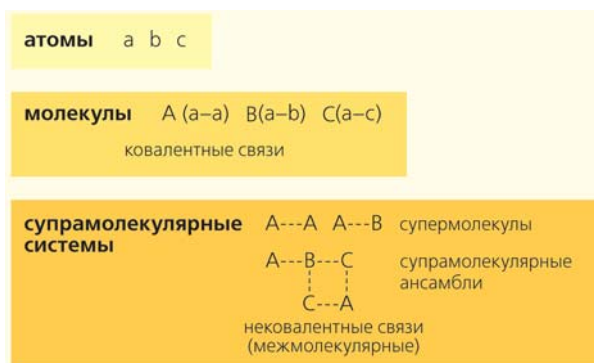 атомы a b c
молекулы A (a–a) B(a–b) C(a–c)
ковалентные связи
супрамолекулярные системы
A---A A---B супермолекулы
A---B---C супрамолекулярные ансамбли
C---A
нековалентные связи
(межмолекулярные)